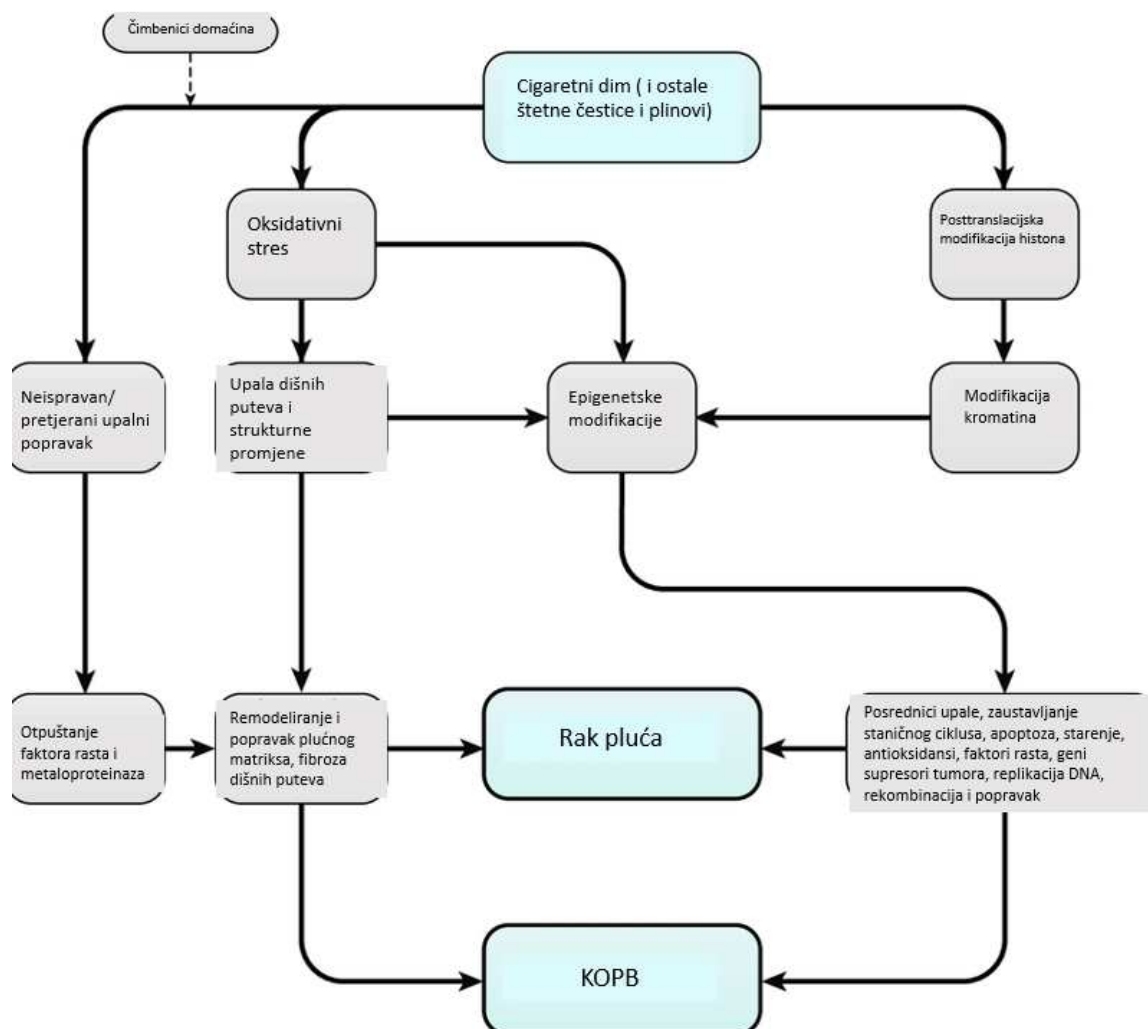 Čimbenici domaćina
Cigaretni dim ( i ostale
štetne čestice i plinovi)
Oksidativni
stres
Posttranslacijska
modifikacija histona
Neispravan/
pretjerani upalni
popravak
Upala dišnih
puteva i
strukturne
promjene
Epigenetske
modifikacije
Modifikacija
kromatina
Otpuštanje
faktora rasta i
metaloproteinaza
Remodeliranje i
popravak plućnog
matriksa, fibroza
dišnih puteva
Rak pluća
Posrednici upale, zaustavljanje
staničnog ciklusa, apoptoza, starenje,
antioksidansi, faktori rasta, geni
supresori tumora, replikacija DNA,
rekombinacija i popravak
KOPB